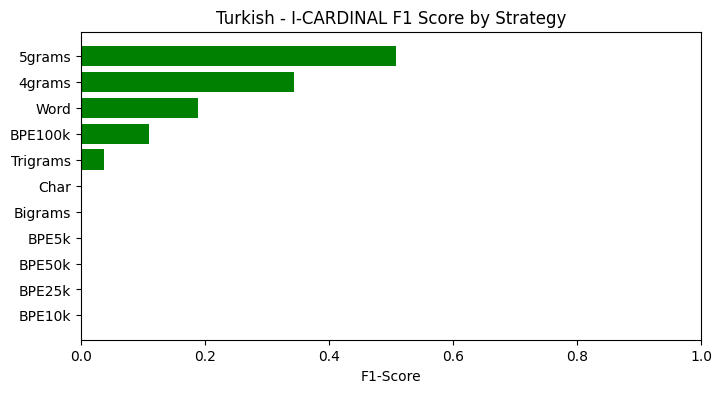 Turkish - I-CARDINAL F1 Score by Strategy
5grams
4grams
Word
BPE100k
Trigrams
Char
Bigrams
BPE5k
BPE50k
BPE25k
BPE10k
0.0 0.2 0.4 0.6 0.8 1.0
F1-Score